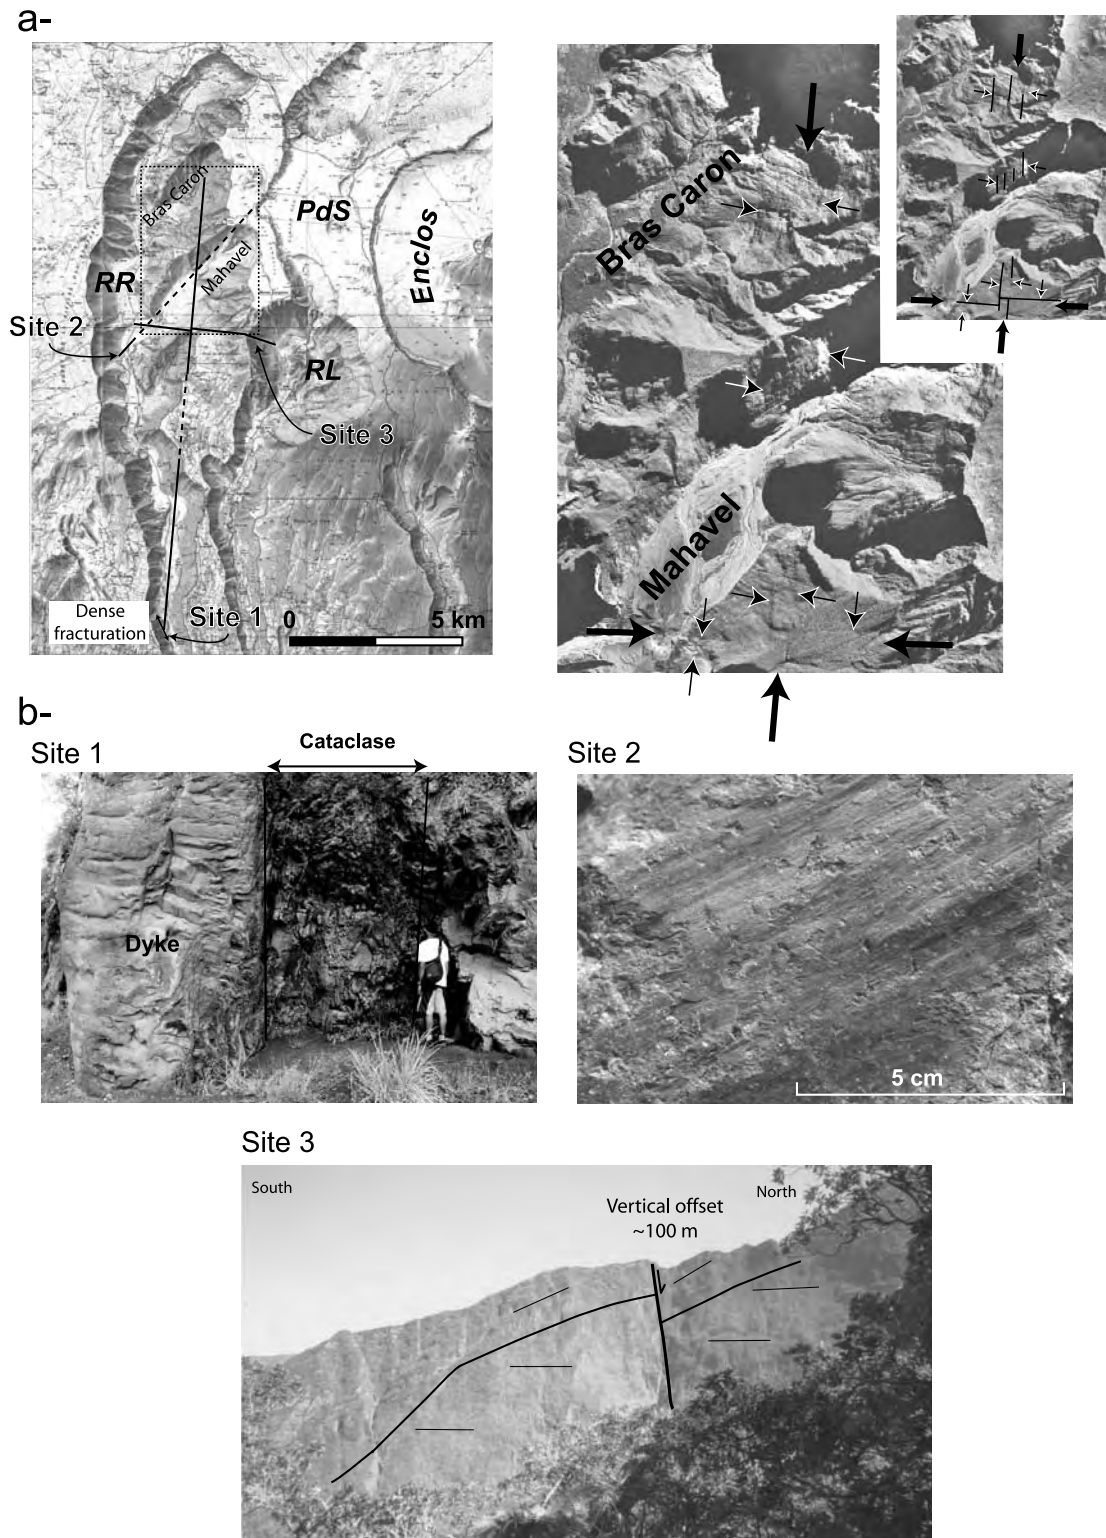 a-
Bras Caron
PdS
Enclos
RR
Mahavel
Site 2
RL
Site 3
Dense
fracturation
Site 1
0
5 km
Bras Caron
Mahavel
b-
Site 1
Cataclase
Dyke
Site 2
5 cm
Site 3
South
North
Vertical offset
~100 m